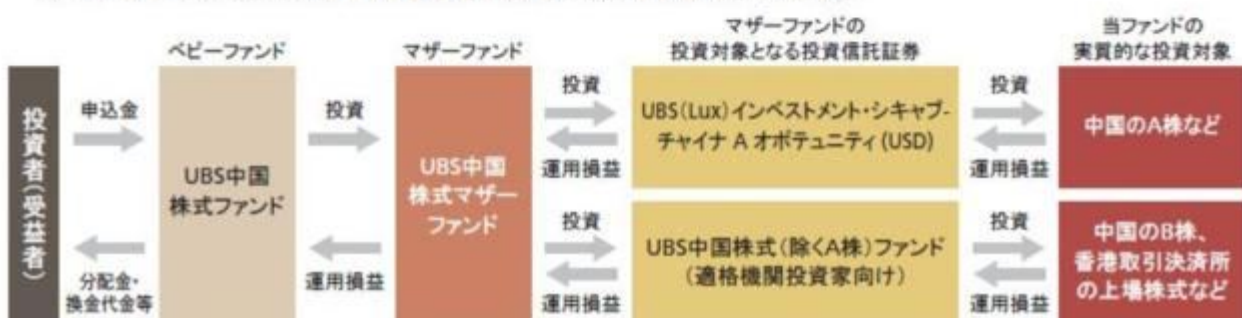 マザーファンドの
投資対象となる投資信託証券
当ファンドの
実質的な投資対象
ベビーファンド
マザーファンド
投資者(受益者)
申込金
分配金・
換金代金等
UBS中国
株式ファンド
投資
運用損益
UBS中国
株式マザー
ファンド
投資
運用損益
投資
運用損益
UBS(Lux)インベストメント・シキャブ-
チャイナ A オポテュニティ(USD)
UBS中国株式(除くA株)ファンド
(適格機関投資家向け)
投資
運用損益
投資
運用損益
中国のA株など
中国のB株、
香港取引決済所
の上場株式など